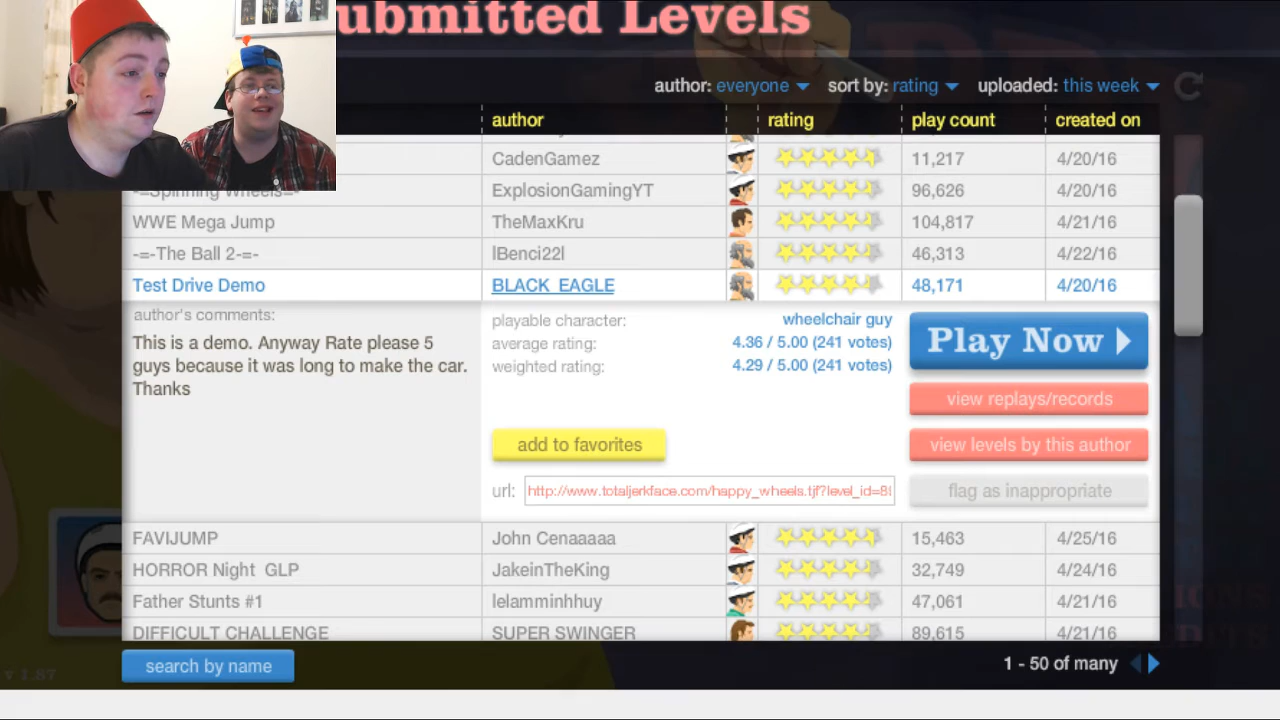 ubmitted Levels
author: everyone sort by: rating uploaded: this week
author rating play count created on
CadenGamez 11,217 4/20/16
-=Spinning Wheels=- ExplosionGamingYT 96,626 4/20/16
WWE Mega Jump TheMaxKru 104,817 4/21/16
-=-The Ball 2-=- lBenci22l 46,313 4/22/16
Test Drive Demo BLACK EAGLE 48,171 4/20/16
author's comments:
This is a demo. Anyway Rate please 5
guys because it was long to make the car.
Thanks
playable character: wheelchair guy
average rating: 4.36 / 5.00 (241 votes)
weighted rating: 4.29 / 5.00 (241 votes)
Play Now
view replays/records
add to favorites
view levels by this author
url: http://www.totaljerkface.com/happy_wheels.tjf?level_id=8
flag as inappropriate
FAVIJUMP John Cenaaaaa 15,463 4/25/16
HORROR Night GLP JakeinTheKing 32,749 4/24/16
Father Stunts #1 lelamminhhuy 47,061 4/21/16
DIFFICULT CHALLENGE SUPER SWINGER 89,615 4/21/16
search by name
1 - 50 of many
v 1.87